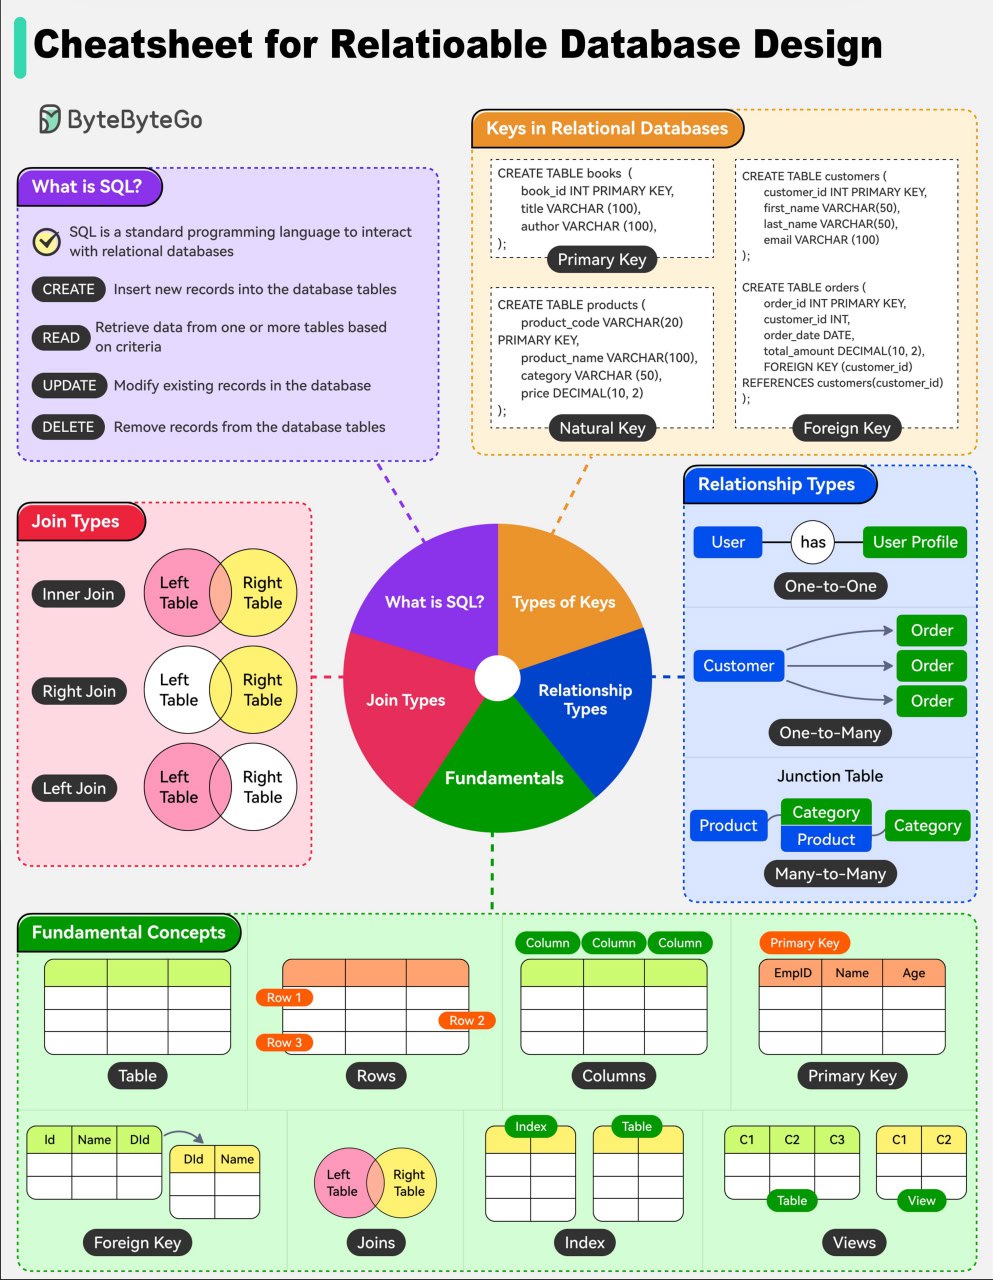 Cheatsheet for Relatioable Database Design
ByteByteGo
What is SQL?
SQL is a standard programming language to interact
with relational databases
CREATE Insert new records into the database tables
READ Retrieve data from one or more tables based
on criteria
UPDATE Modify existing records in the database
DELETE Remove records from the database tables
Keys in Relational Databases
CREATE TABLE books (
book_id INT PRIMARY KEY,
title VARCHAR (100),
author VARCHAR (100),
);
Primary Key
CREATE TABLE products (
product_code VARCHAR(20)
PRIMARY KEY,
product_name VARCHAR(100),
category VARCHAR (50),
price DECIMAL(10, 2)
);
Natural Key
CREATE TABLE customers (
customer_id INT PRIMARY KEY,
first_name VARCHAR(50),
last_name VARCHAR(50),
email VARCHAR (100)
);
CREATE TABLE orders (
order_id INT PRIMARY KEY,
customer_id INT,
order_date DATE,
total_amount DECIMAL(10, 2),
FOREIGN KEY (customer_id)
REFERENCES customers(customer_id)
);
Foreign Key
Join Types
Inner Join
Left
Table
Right
Table
Right Join
Left
Table
Right
Table
Left Join
Left
Table
Right
Table
What is SQL?
Types of Keys
Join Types
Relationship
Types
Fundamentals
Relationship Types
User has User Profile
One-to-One
Customer
Order
Order
Order
One-to-Many
Junction Table
Product
Category
Product
Category
Many-to-Many
Fundamental Concepts
Table
Row 1
Row 2
Row 3
Rows
Column Column Column
Columns
Primary Key
EmpID Name Age
Primary Key
Id Name DId
DId Name
Foreign Key
Left
Table
Right
Table
Joins
Index
Table
Index
C1 C2 C3
Table
C1 C2
View
Views